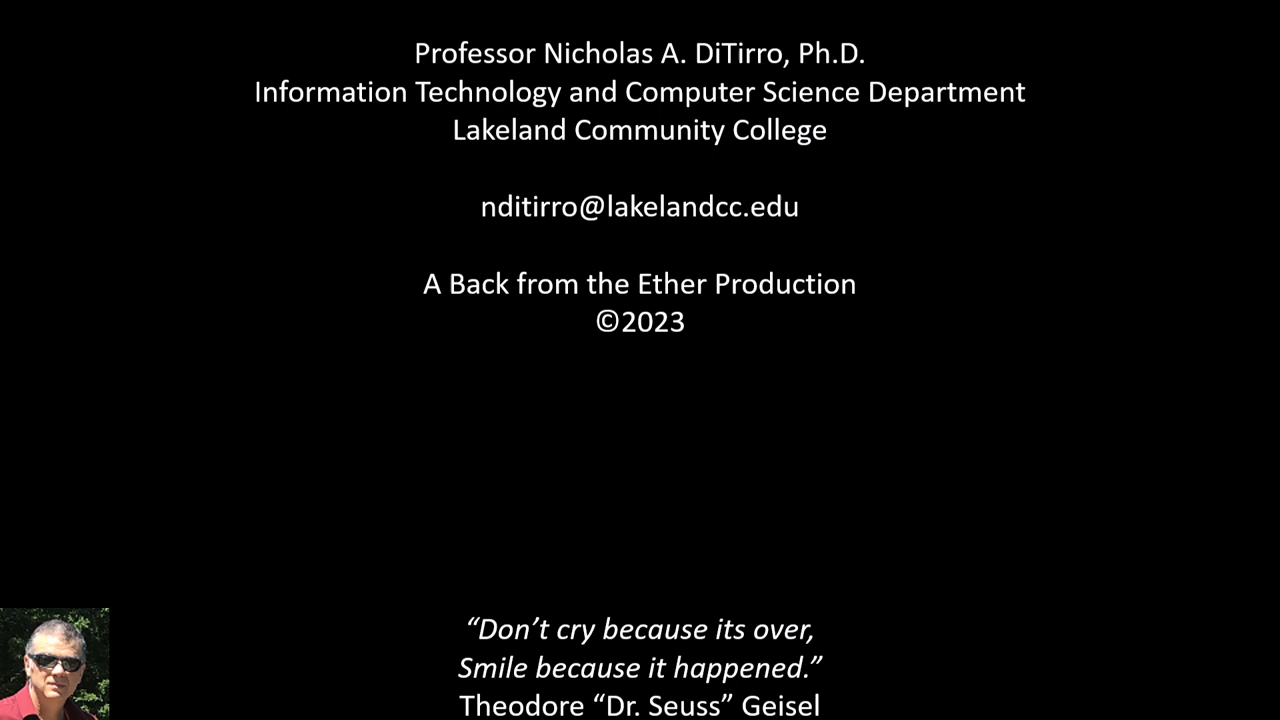 Professor Nicholas A. DiTirro, Ph.D.
Information Technology and Computer Science Department
Lakeland Community College
nditirro@lakelandcc.edu
A Back from the Ether Production
©2023
“Don’t cry because its over,
Smile because it happened.”
Theodore “Dr. Seuss” Geisel